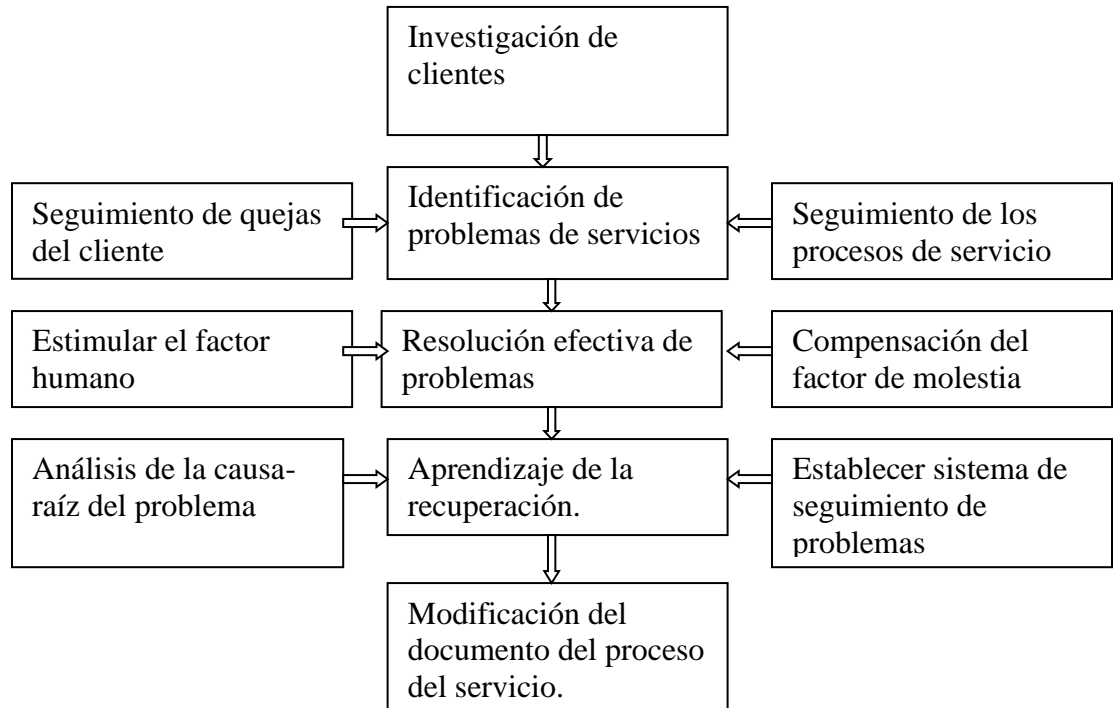 Investigación de
clientes
Seguimiento de quejas
del cliente
Identificación de
problemas de servicios
Seguimiento de los
procesos de servicio
Estimular el factor
humano
Resolución efectiva de
problemas
Compensación del
factor de molestia
Análisis de la causa-
raíz del problema
Aprendizaje de la
recuperación.
Establecer sistema de
seguimiento de
problemas
Modificación del
documento del proceso
del servicio.